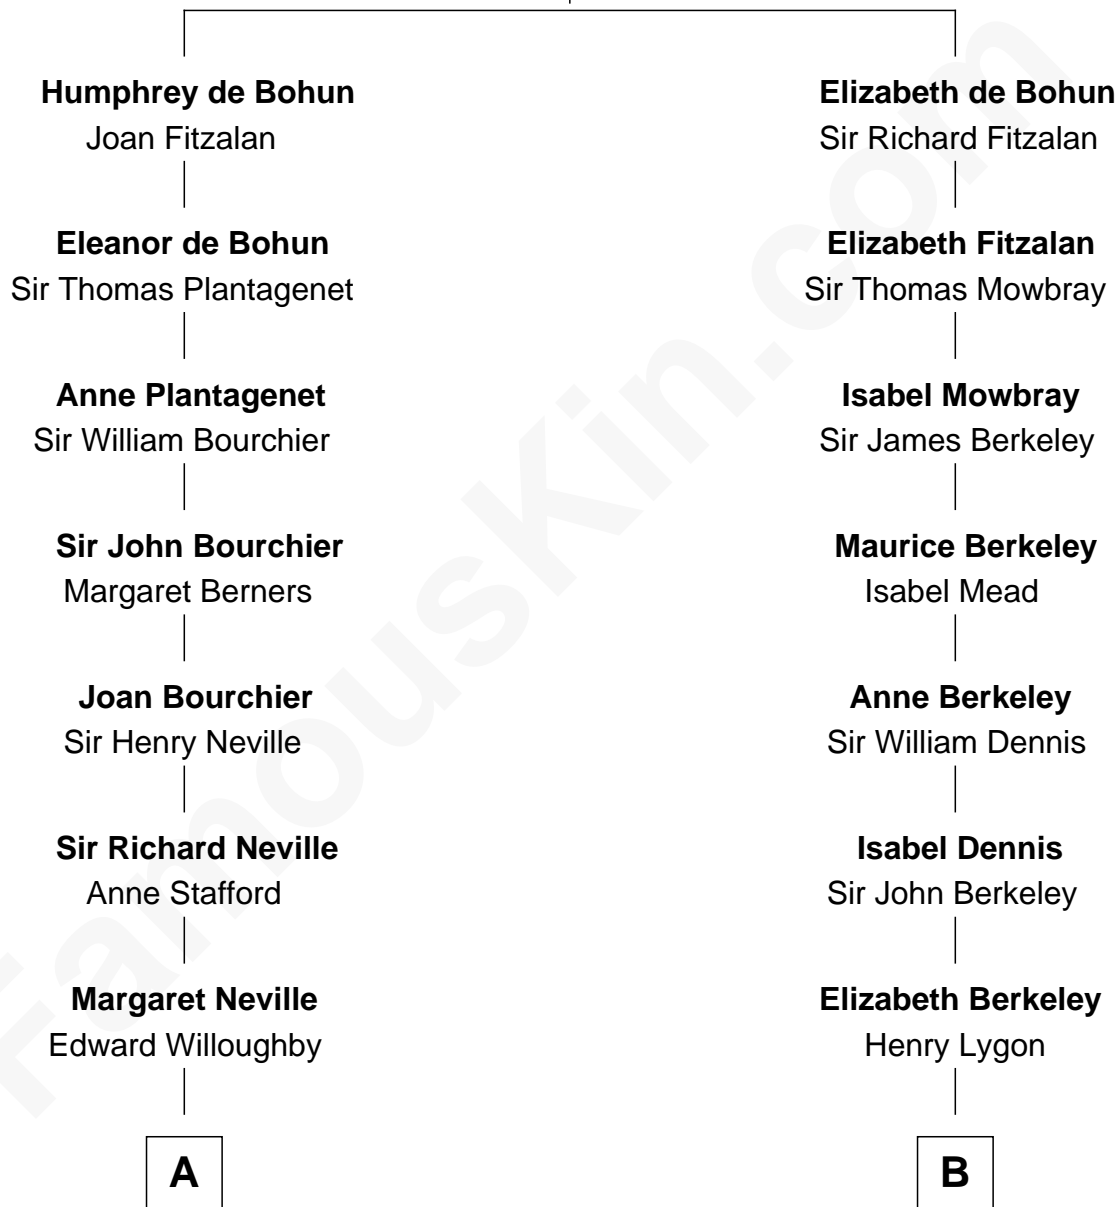 Humphrey de Bohun
Joan Fitzalan
Eleanor de Bohun
Sir Thomas Plantagenet
Anne Plantagenet
Sir William Bourchier
Sir John Bourchier
Margaret Berners
Joan Bourchier
Sir Henry Neville
Sir Richard Neville
Anne Stafford
Margaret Neville
Edward Willoughby
A
Elizabeth de Bohun
Sir Richard Fitzalan
Elizabeth Fitzalan
Sir Thomas Mowbray
Isabel Mowbray
Sir James Berkeley
Maurice Berkeley
Isabel Mead
Anne Berkeley
Sir William Dennis
Isabel Dennis
Sir John Berkeley
Elizabeth Berkeley
Henry Lygon
B
FamousKin.com